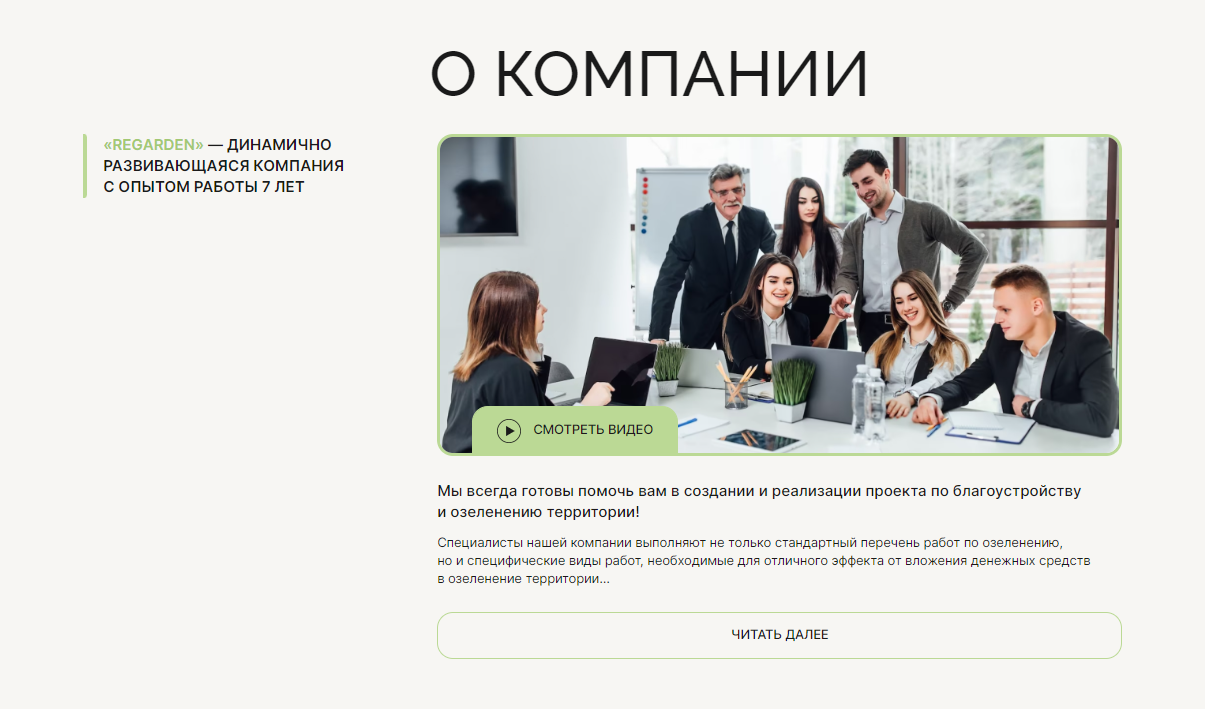 О КОМПАНИИ
«REGARDEN» — ДИНАМИЧНО
РАЗВИВАЮЩАЯСЯ КОМПАНИЯ
С ОПЫТОМ РАБОТЫ 7 ЛЕТ
СМОТРЕТЬ ВИДЕО
Мы всегда готовы помочь вам в создании и реализации проекта по благоустройству
и озеленению территории!
Специалисты нашей компании выполняют не только стандартный перечень работ по озеленению,
но и специфические виды работ, необходимые для отличного эффекта от вложения денежных средств
в озеленение территории...
ЧИТАТЬ ДАЛЕЕ